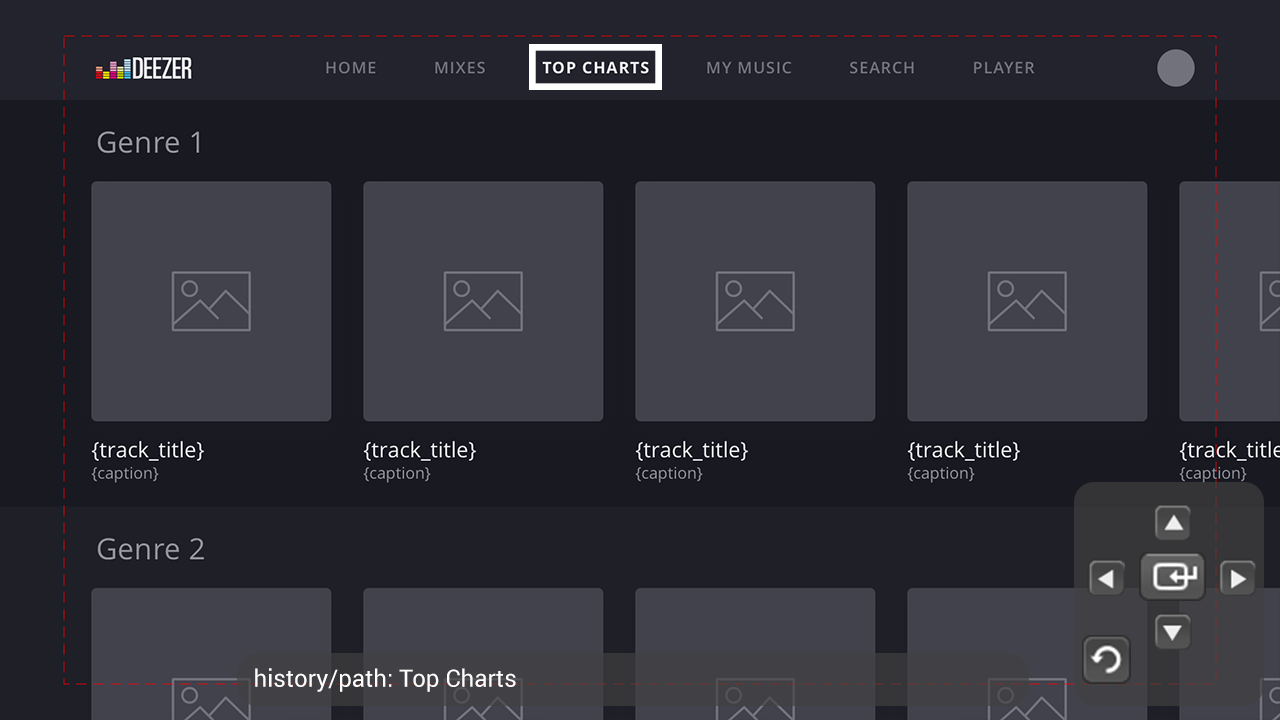 DEEZER HOME MIXES TOP CHARTS MY MUSIC SEARCH PLAYER
Genre 1
{track_title} {track_title} {track_title} {track_title} {track_title
{caption} {caption} {caption} {caption} {caption}
Genre 2
history/path: Top Charts